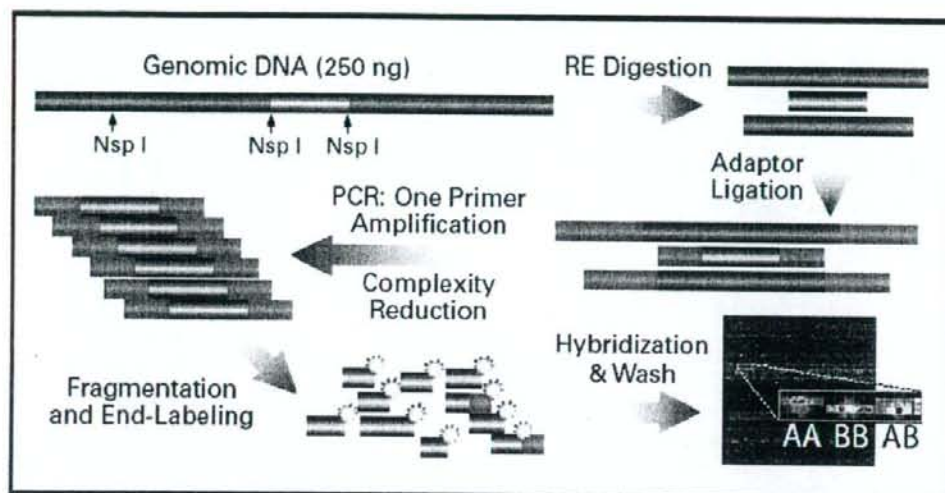 Genomic DNA (250 ng)
Nsp I
Nsp I
Nsp I
RE Digestion
Adaptor
Ligation
PCR: One Primer
Amplification
Complexity
Reduction
Fragmentation
and End-Labeling
Hybridization
& Wash
AA BB AB